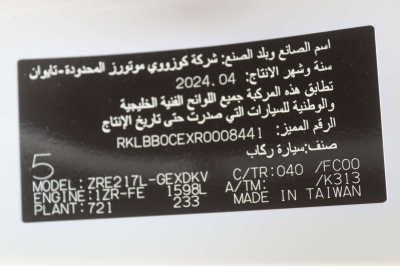 اسم الصانع وبلد الصنع: شركة كوزووي موتورز المحدودة-تايوان
سنة وشهر الانتاج: 2024.04
تطابق هذه المركبة جميع اللوائح الفنية الخليجية
والوطنية للسيارات التي صدرت حتى تاريخ الإنتاج
الرقم المميز: RKLBB0CEXR0008441
صنف: سيارة ركاب
5
MODEL: ZRE217L-GEXDKV C/TR: 040 /FC00
ENGINE: 1ZR-FE 1598L A/TM: /K313
PLANT: 721 233 MADE IN TAIWAN